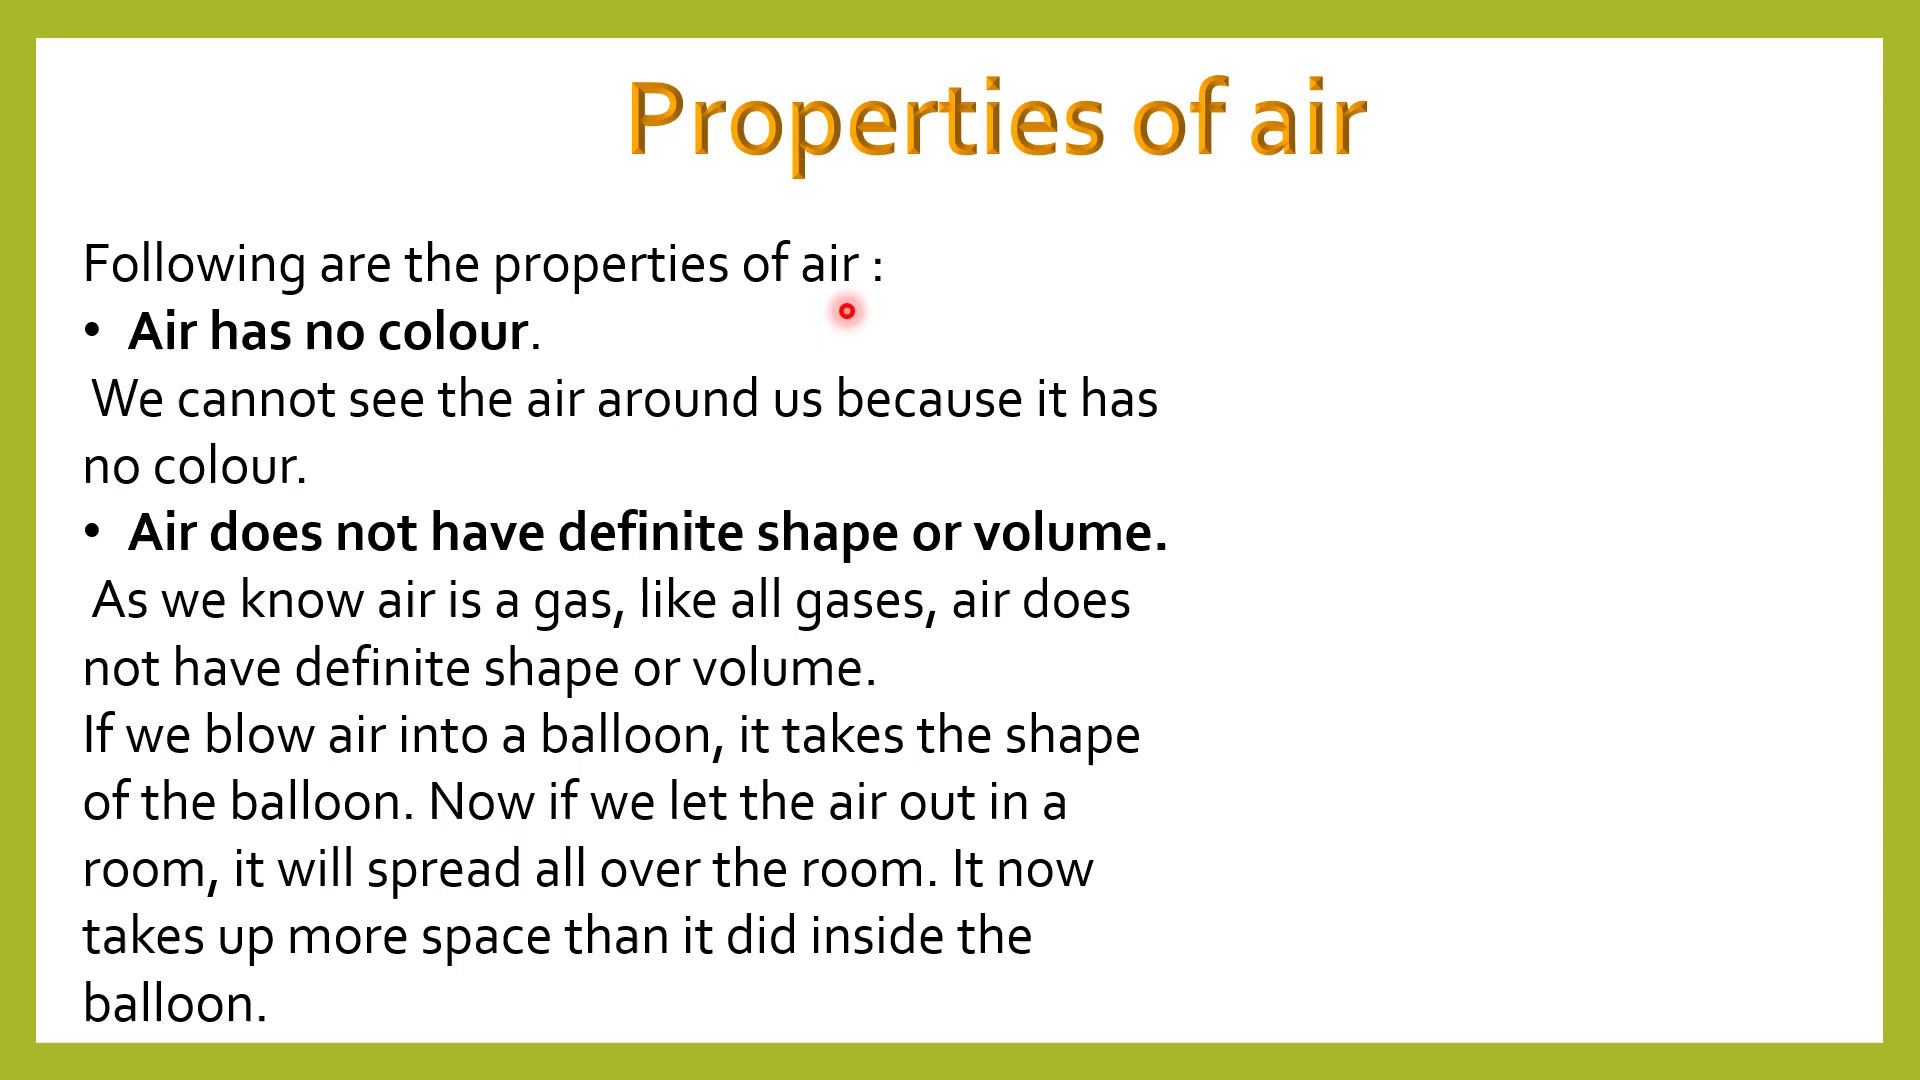 Properties of air
Following are the properties of air :
• Air has no colour.
We cannot see the air around us because it has
no colour.
• Air does not have definite shape or volume.
As we know air is a gas, like all gases, air does
not have definite shape or volume.
If we blow air into a balloon, it takes the shape
of the balloon. Now if we let the air out in a
room, it will spread all over the room. It now
takes up more space than it did inside the
balloon.